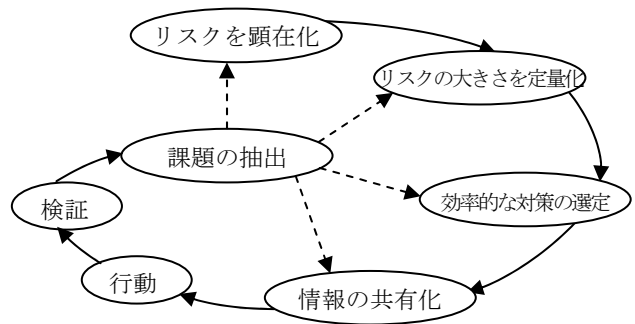 リスクを顕在化
リスクの大きさを定量化
課題の抽出
効率的な対策の選定
検証
行動
情報の共有化